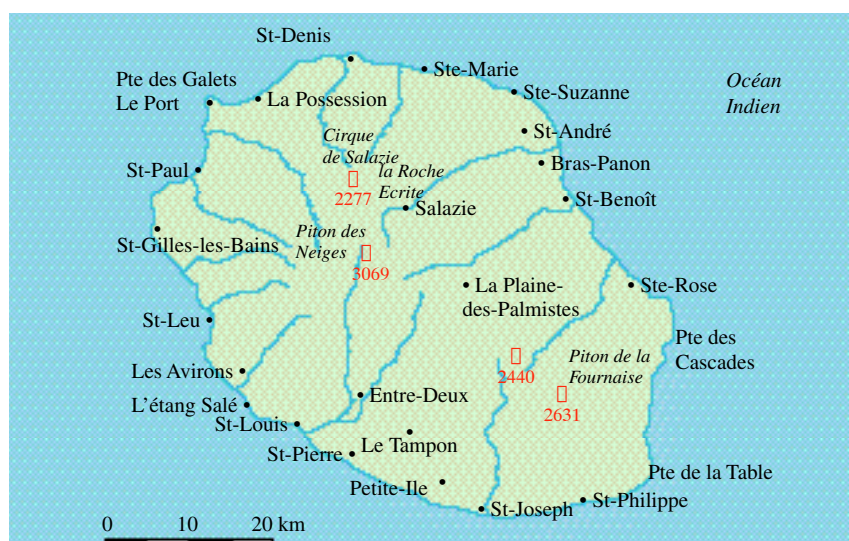 St-Denis
Ste-Marie
Pte des Galets
Le Port
La Possession
Ste-Suzanne
Océan
Indien
St-André
Cirque
de Salazie
la Roche
Ecrite
Bras-Panon
St-Paul
2277
Salazie
St-Benoît
St-Gilles-les-Bains
Piton des
Neiges
3069
La Plaine-
des-Palmistes
Ste-Rose
St-Leu
Pte des
Cascades
2440
Piton de la
Fournaise
2631
Les Avirons
L'étang Salé
Entre-Deux
St-Louis
Le Tampon
St-Pierre
Petite-Ile
Pte de la Table
St-Joseph
St-Philippe
0 10 20 km